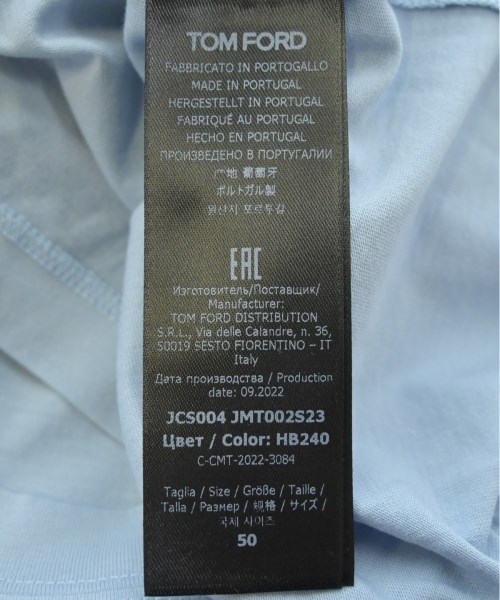 TOM FORD
FABBRICATO IN PORTOGALLO
MADE IN PORTUGAL
HERGESTELLT IN PORTUGAL
FABRIQUÉ AU PORTUGAL
HECHO EN PORTUGAL
ПРОИЗВЕДЕНО В ПОРТУГАЛИИ
产地 葡萄牙
ポルトガル製
원산지 포르투갈
EAC
Изготовитель/Поставщик/
Manufacturer:
TOM FORD DISTRIBUTION
S.R.L., Via delle Calandre, n. 36,
50019 SESTO FIORENTINO – IT
Italy
Дата производства / Production
date: 09.2022
JCS004 JMT002S23
Цвет / Color: HB240
C-CMT-2022-3084
Taglia / Size / Größe / Taille /
Talla / Размер / 规格 / サイズ /
국제 사이즈
50